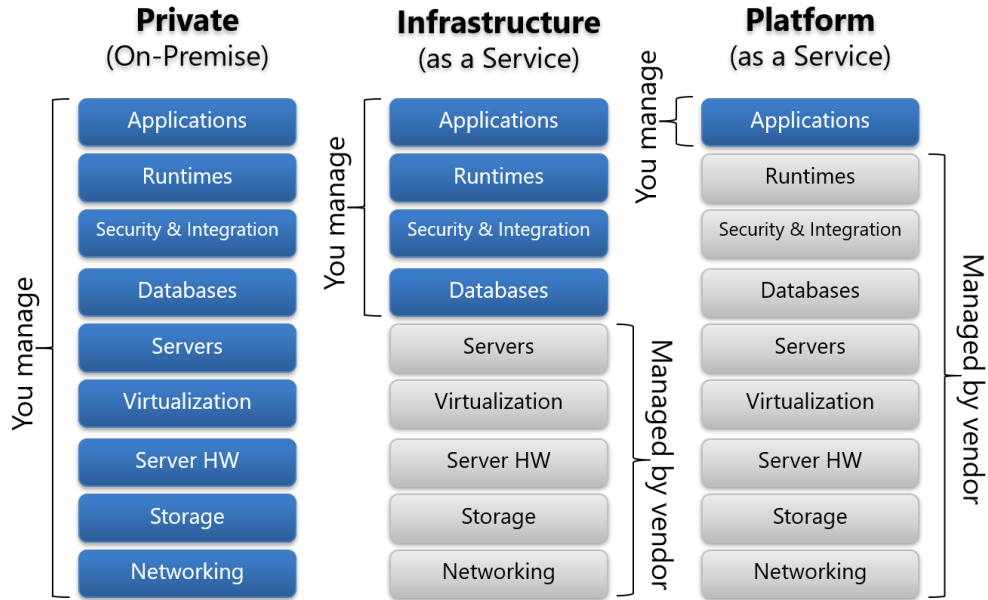 Private
(On-Premise)
You manage
Applications
Runtimes
Security & Integration
Databases
Servers
Virtualization
Server HW
Storage
Networking
Infrastructure
(as a Service)
You manage
Applications
Runtimes
Security & Integration
Databases
Servers
Virtualization
Server HW
Storage
Networking
Managed by vendor
Platform
(as a Service)
You manage
Applications
Runtimes
Security & Integration
Databases
Servers
Virtualization
Server HW
Storage
Networking
Managed by vendor